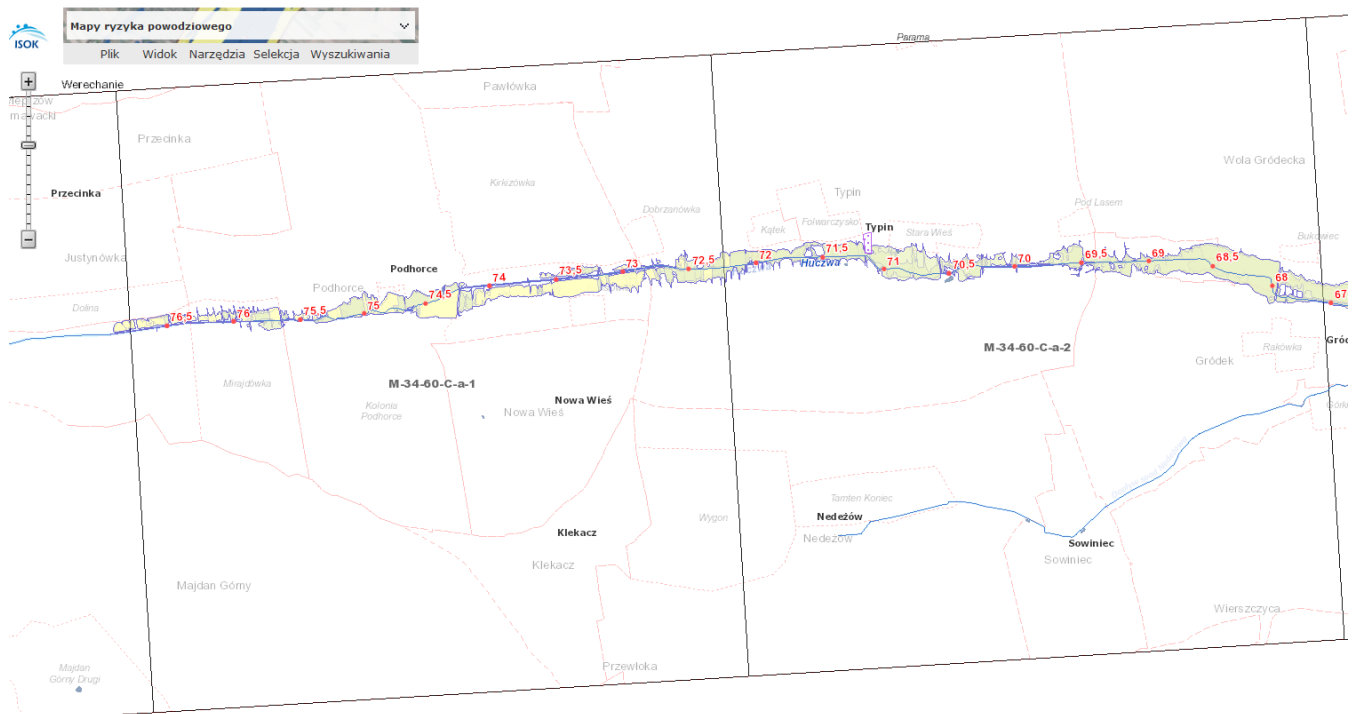 ISOK
Mapy ryzyka powodziowego
Plik Widok Narzędzia Selekcja Wyszukiwania
Parama
Werechanie
Pawłówka
Przecinka
Wola Gródecka
Kirkizówka
Przecinka
Typin
Pod Lasem
Dobrzanówka
Folwarczysko
Kątek
Typin
Stara Wieś
Bukowiec
Justynówka
Podhorce
Huczwa
Podhorce
Dolina
76,5
76
75,5
75
74,5
74
73,5
73
72,5
72
71,5
71
70,5
70
69,5
69
68,5
68
67
M-34-60-C-a-1
M-34-60-C-a-2
Rakówka
Gródek
Mirajdówka
Kolonia
Podhorce
Nowa Wieś
Nowa Wieś
Tamten Koniec
Wygon
Nedeżów
Nedeżów
Klekacz
Klekacz
Sowiniec
Sowiniec
Majdan Górny
Wierszczyca
Przewłoka
Majdan
Górny Drugi